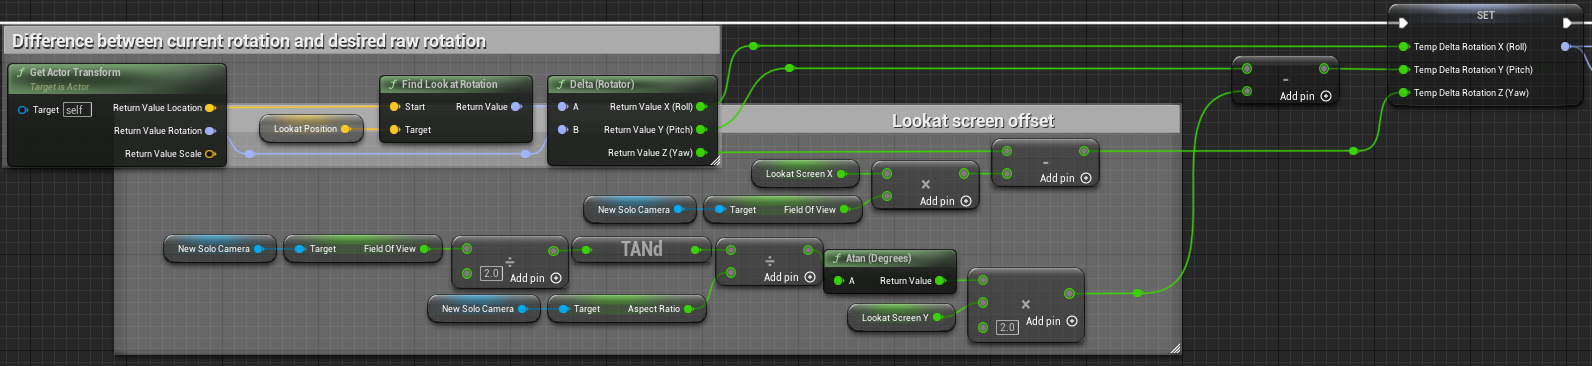 Difference between current rotation and desired raw rotation
f Get Actor Transform
Target is Actor
Target self
Return Value Location
Return Value Rotation
Return Value Scale
Lookat Position
f Find Look at Rotation
Start Return Value
Target
f Delta (Rotator)
A Return Value X (Roll)
B Return Value Y (Pitch)
Return Value Z (Yaw)
-
Add pin
SET
Temp Delta Rotation X (Roll)
Temp Delta Rotation Y (Pitch)
Temp Delta Rotation Z (Yaw)
Lookat screen offset
Lookat Screen X
×
Add pin
-
Add pin
New Solo Camera
Target Field Of View
New Solo Camera
Target Field Of View
÷
2.0 Add pin
TANd
÷
Add pin
f Atan (Degrees)
A Return Value
New Solo Camera
Target Aspect Ratio
Lookat Screen Y
×
2.0 Add pin